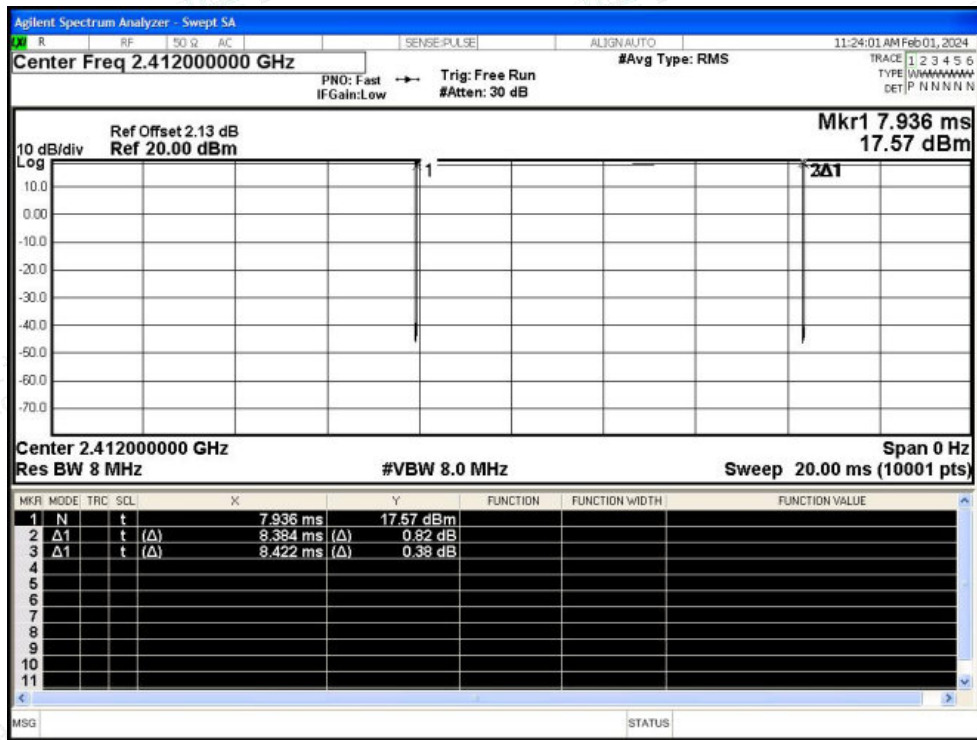 Agilent Spectrum Analyzer - Swept SA
LXI R RF 50 Ω AC SENSE:PULSE ALIGNAUTO 11:24:01 AM Feb 01, 2024
Center Freq 2.412000000 GHz #Avg Type: RMS TRACE 1 2 3 4 5 6
PNO: Fast Trig: Free Run TYPE WWWWWW
IFGain:Low #Atten: 30 dB DET P N N N N N
Mkr1 7.936 ms
Ref Offset 2.13 dB
10 dB/div Ref 20.00 dBm 17.57 dBm
Log
1 2Δ1
10.0
0.00
-10.0
-20.0
-30.0
-40.0
-50.0
-60.0
-70.0
Center 2.412000000 GHz Span 0 Hz
Res BW 8 MHz #VBW 8.0 MHz Sweep 20.00 ms (10001 pts)
MKR MODE TRC SCL X Y FUNCTION FUNCTION WIDTH FUNCTION VALUE
1 N t 7.936 ms 17.57 dBm
2 Δ1 t (Δ) 8.384 ms (Δ) 0.82 dB
3 Δ1 t (Δ) 8.422 ms (Δ) 0.38 dB
4
5
6
7
8
9
10
11
MSG STATUS